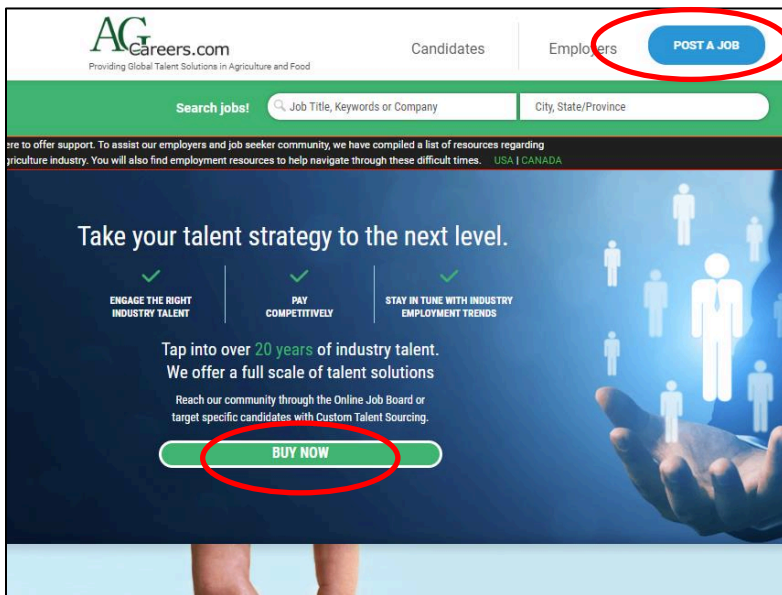 AGCareers.com
Providing Global Talent Solutions in Agriculture and Food
Candidates
Employers
POST A JOB
Search jobs!
Job Title, Keywords or Company
City, State/Province
ere to offer support. To assist our employers and job seeker community, we have compiled a list of resources regarding
griculture industry. You will also find employment resources to help navigate through these difficult times. USA | CANADA
Take your talent strategy to the next level.
ENGAGE THE RIGHT
INDUSTRY TALENT
PAY
COMPETITIVELY
STAY IN TUNE WITH INDUSTRY
EMPLOYMENT TRENDS
Tap into over 20 years of industry talent.
We offer a full scale of talent solutions
Reach our community through the Online Job Board or
target specific candidates with Custom Talent Sourcing.
BUY NOW